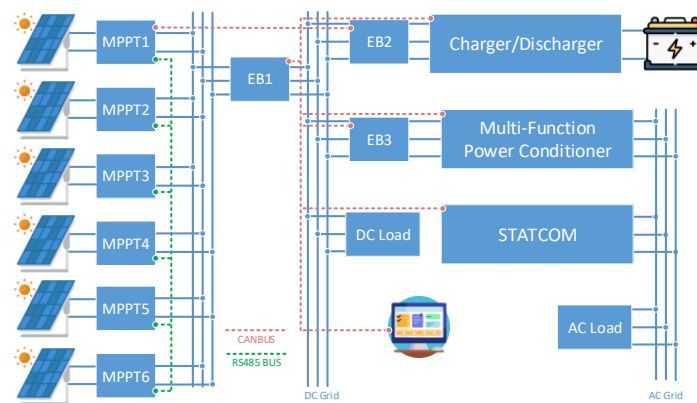 MPPT1
EB2
Charger/Discharger
- +
EB1
MPPT2
EB3
Multi-Function
Power Conditioner
MPPT3
MPPT4
DC Load
STATCOM
MPPT5
AC Load
CANBUS
RS485 BUS
MPPT6
DC Grid
AC Grid